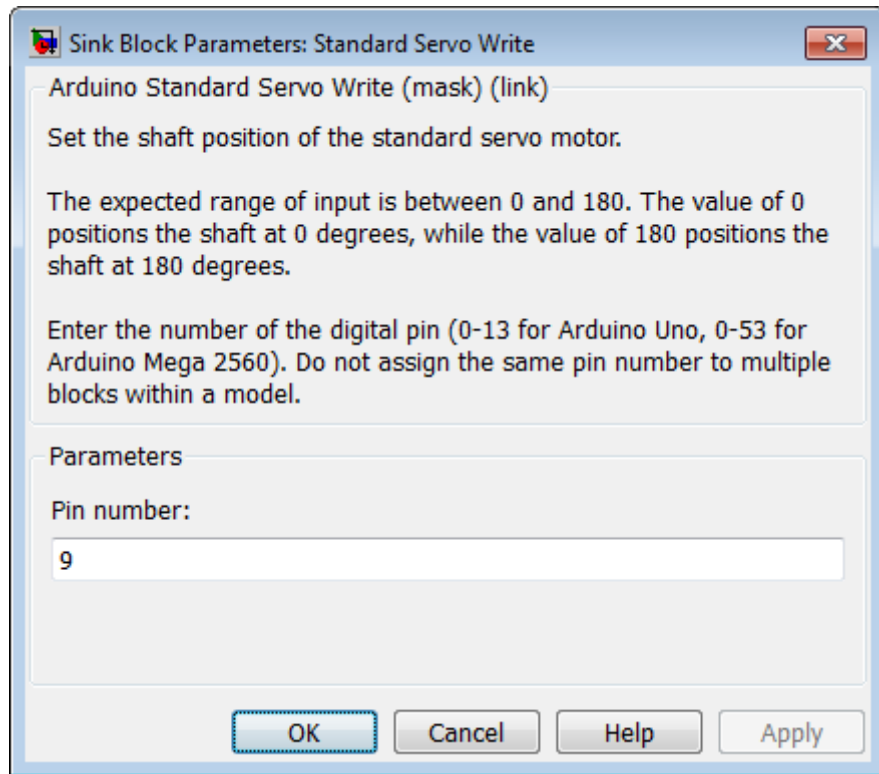 Sink Block Parameters: Standard Servo Write
Arduino Standard Servo Write (mask) (link)
Set the shaft position of the standard servo motor.
The expected range of input is between 0 and 180. The value of 0
positions the shaft at 0 degrees, while the value of 180 positions the
shaft at 180 degrees.
Enter the number of the digital pin (0-13 for Arduino Uno, 0-53 for
Arduino Mega 2560). Do not assign the same pin number to multiple
blocks within a model.
Parameters
Pin number:
9
OK Cancel Help Apply